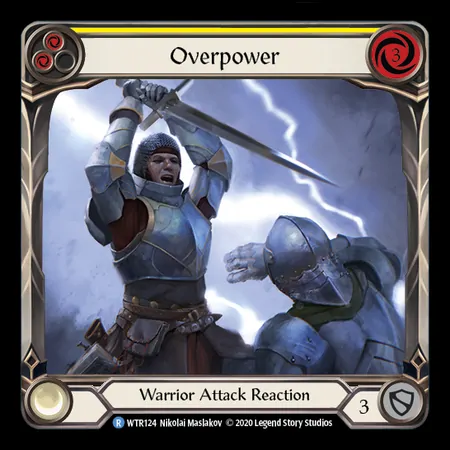 Overpower
3
Warrior Attack Reaction
3
R WTR124 Nikolai Maslakov © 2020 Legend Story Studios